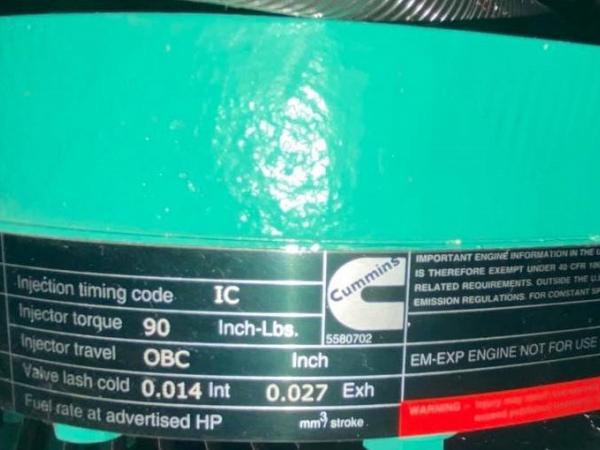 Injection timing code IC
Injector torque 90 Inch-Lbs.
Injector travel OBC Inch
Valve lash cold 0.014 Int 0.027 Exh
Fuel rate at advertised HP mm³/ stroke
Cummins
5580702
IMPORTANT ENGINE INFORMATION IN THE
IS THEREFORE EXEMPT UNDER 40 CFR
RELATED REQUIREMENTS. OUTSIDE THE
EMISSION REGULATIONS. FOR CONSTANT
EM-EXP ENGINE NOT FOR USE
WARNING - Injury may result